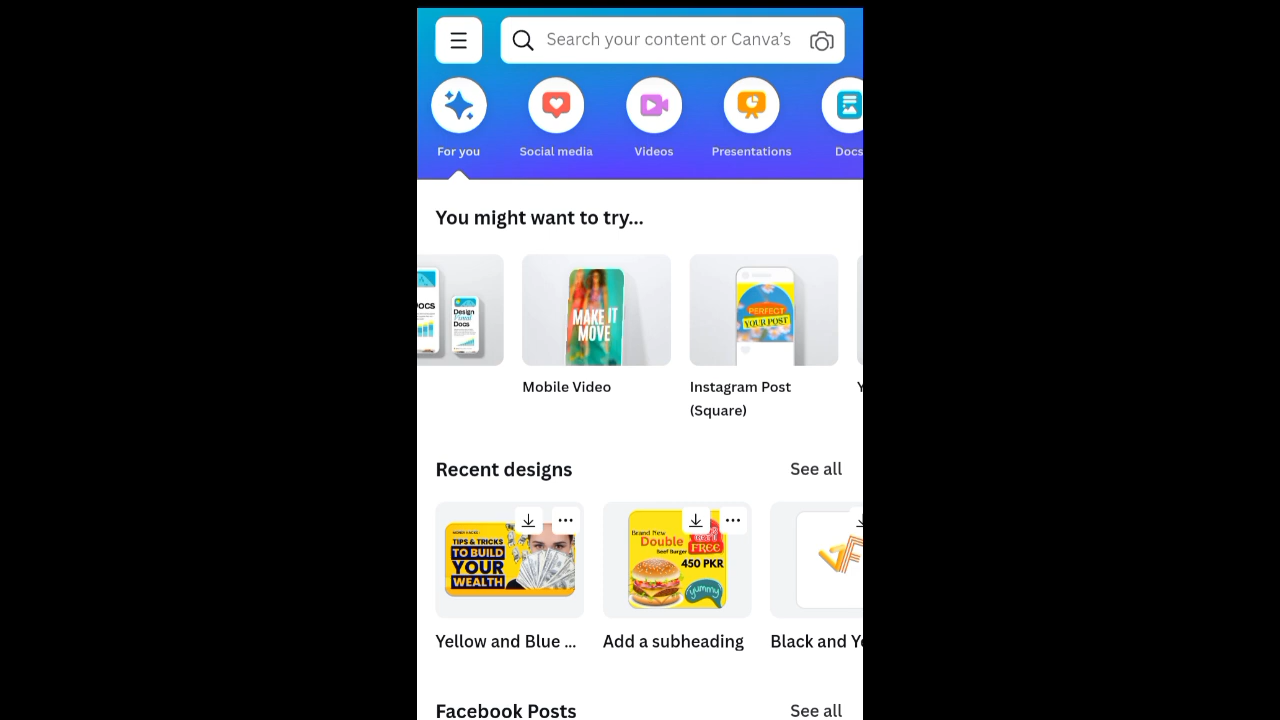 Search your content or Canva's
For you
Social media
Videos
Presentations
Docs
You might want to try...
DOCS
Design
Visual
Docs
MAKE IT
MOVE
PERFECT
YOUR POST
Mobile Video
Instagram Post
(Square)
Recent designs
See all
TIPS & TRICKS
TO BUILD
YOUR
WEALTH
Brand New
Double
Beef Burger
FREE
450 PKR
yummy
Yellow and Blue ...
Add a subheading
Black and Ye
Facebook Posts
See all